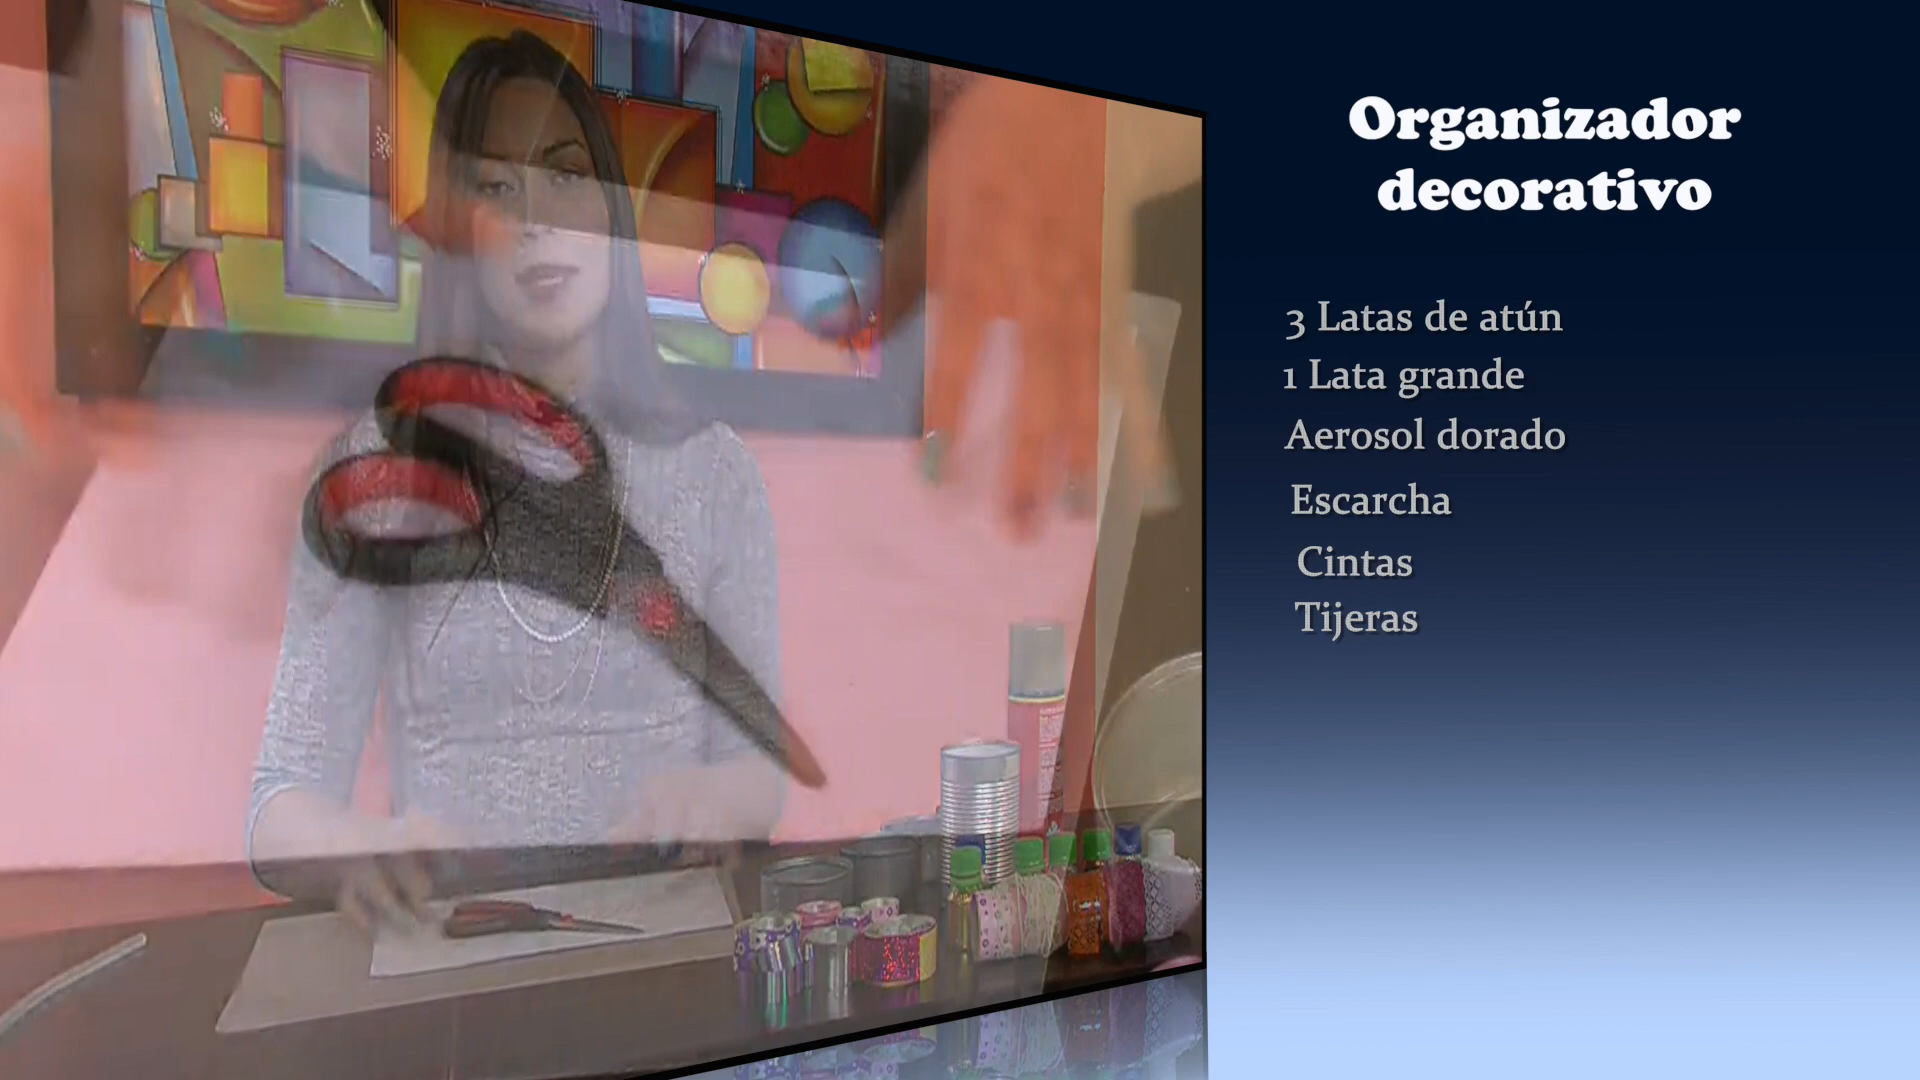 Organizador
decorativo
3 Latas de atún
1 Lata grande
Aerosol dorado
Escarcha
Cintas
Tijeras